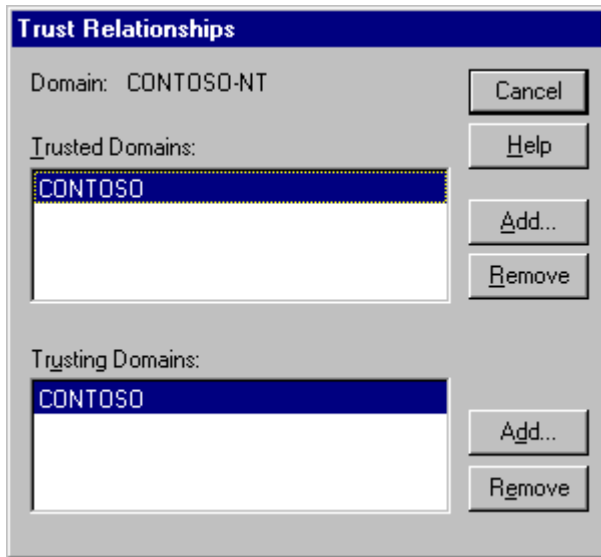 Trust Relationships
Domain: CONTOSO-NT
Cancel
Trusted Domains:
Help
CONTOSO
Add...
Remove
Trusting Domains:
CONTOSO
Add...
Remove